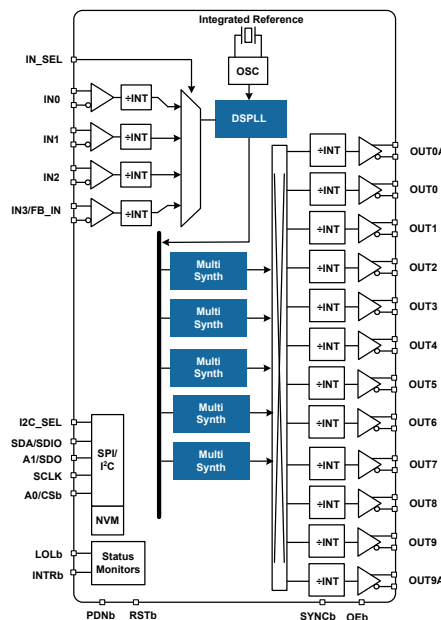 Integrated Reference
OSC
IN_SEL
IN0
÷INT
DSPLL
IN1
÷INT
IN2
÷INT
IN3/FB_IN
÷INT
÷INT
OUT0A
÷INT
OUT0
÷INT
OUT1
÷INT
OUT2
÷INT
OUT3
÷INT
OUT4
÷INT
OUT5
÷INT
OUT6
÷INT
OUT7
÷INT
OUT8
÷INT
OUT9
÷INT
OUT9A
Multi
Synth
Multi
Synth
Multi
Synth
Multi
Synth
Multi
Synth
I2C_SEL
SDA/SDIO
A1/SDO
SCLK
A0/CSb
SPI/
I²C
NVM
LOLb
INTRb
Status
Monitors
PDNb
RSTb
SYNCb
OEb